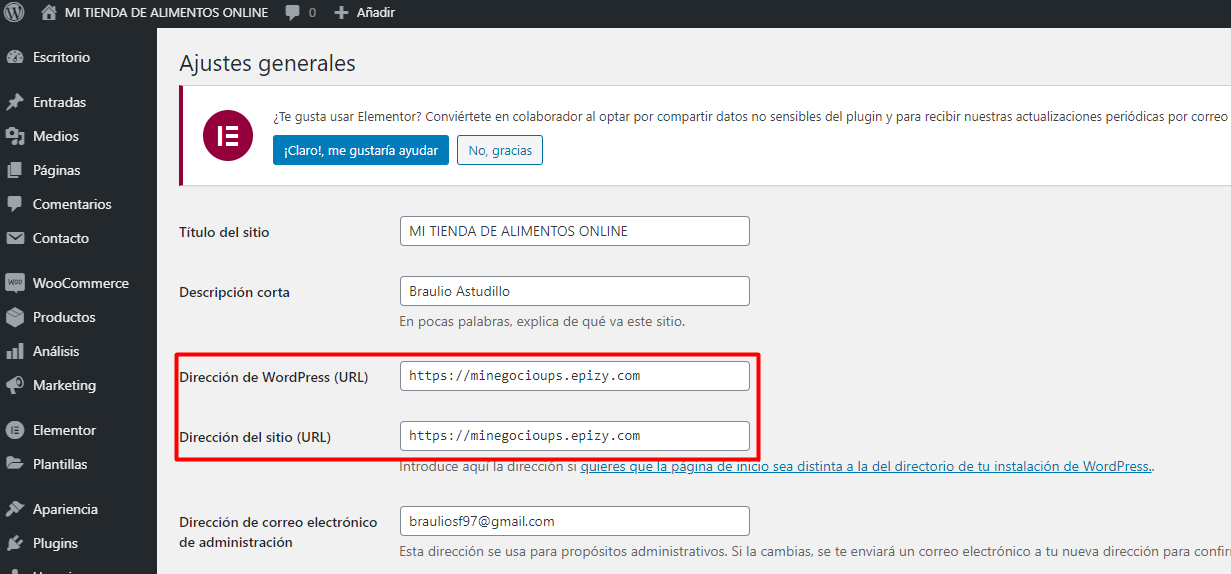 MI TIENDA DE ALIMENTOS ONLINE 0 Añadir
Escritorio
Entradas
Medios
Páginas
Comentarios
Contacto
WooCommerce
Productos
Análisis
Marketing
Elementor
Plantillas
Apariencia
Plugins
Ajustes generales
¿Te gusta usar Elementor? Conviértete en colaborador al optar por compartir datos no sensibles del plugin y para recibir nuestras actualizaciones periódicas por correo
¡Claro!, me gustaría ayudar No, gracias
Título del sitio MI TIENDA DE ALIMENTOS ONLINE
Descripción corta Braulio Astudillo
En pocas palabras, explica de qué va este sitio.
Dirección de WordPress (URL) https://minegocioups.epizy.com
Dirección del sitio (URL) https://minegocioups.epizy.com
Introduce aquí la dirección si quieres que la página de inicio sea distinta a la del directorio de tu instalación de WordPress..
Dirección de correo electrónico de administración brauliosf97@gmail.com
Esta dirección se usa para propósitos administrativos. Si la cambias, se te enviará un correo electrónico a tu nueva dirección para